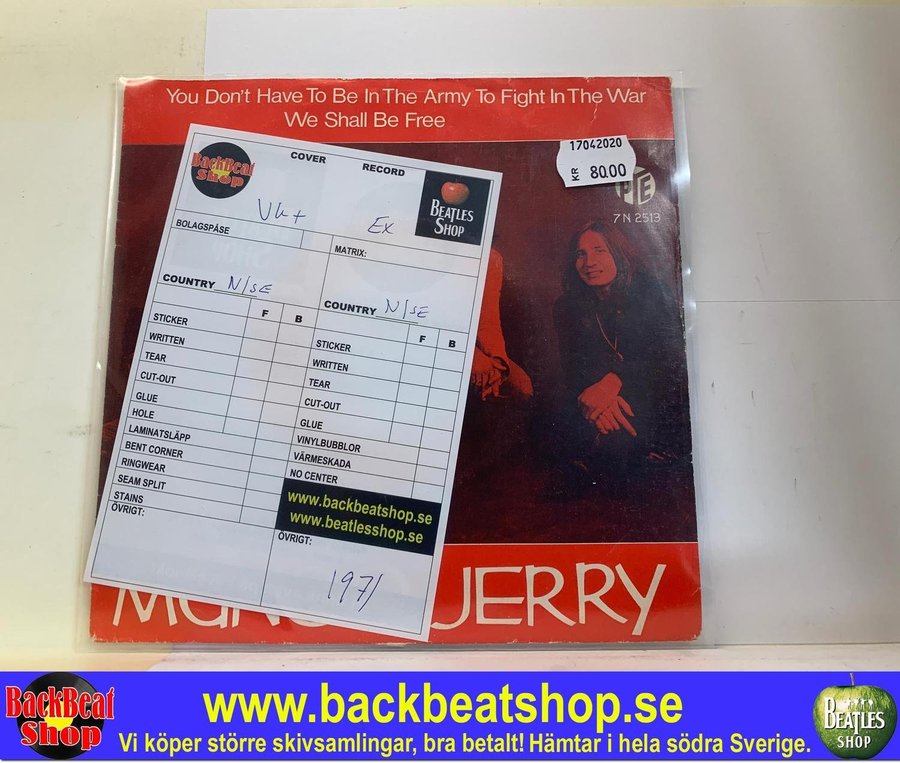 You Don't Have To Be In The Army To Fight In The War
We Shall Be Free
17042020
KR 80.00
PYE
7N 2513
BackBeat
Shop
COVER
RECORD
BEATLES
SHOP
Ex
BOLAGSPÅSE
MATRIX:
COUNTRY N/SE
COUNTRY N/SE
F B
STICKER
WRITTEN
TEAR
CUT-OUT
GLUE
HOLE
LAMINATSLÄPP
BENT CORNER
RINGWEAR
SEAM SPLIT
STAINS
ÖVRIGT:
F B
STICKER
WRITTEN
TEAR
CUT-OUT
GLUE
VINYLBUBBLOR
VÄRMESKADA
NO CENTER
www.backbeatshop.se
www.beatlesshop.se
ÖVRIGT:
1971
JERRY
BackBeat
Shop
www.backbeatshop.se
Vi köper större skivsamlingar, bra betalt! Hämtar i hela södra Sverige.
BEATLES
SHOP